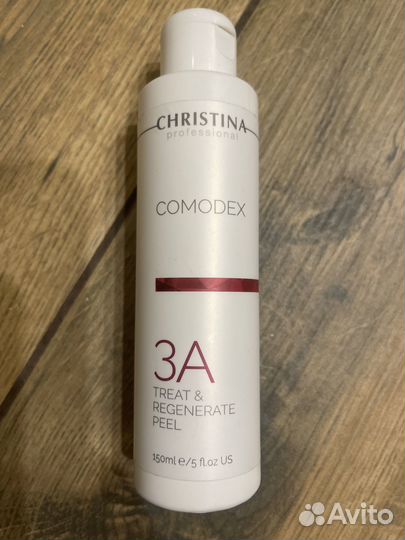 CHRISTINA
professional
COMODEX
3A
TREAT &
REGENERATE
PEEL
150ml e/5 fl.oz US
Avito